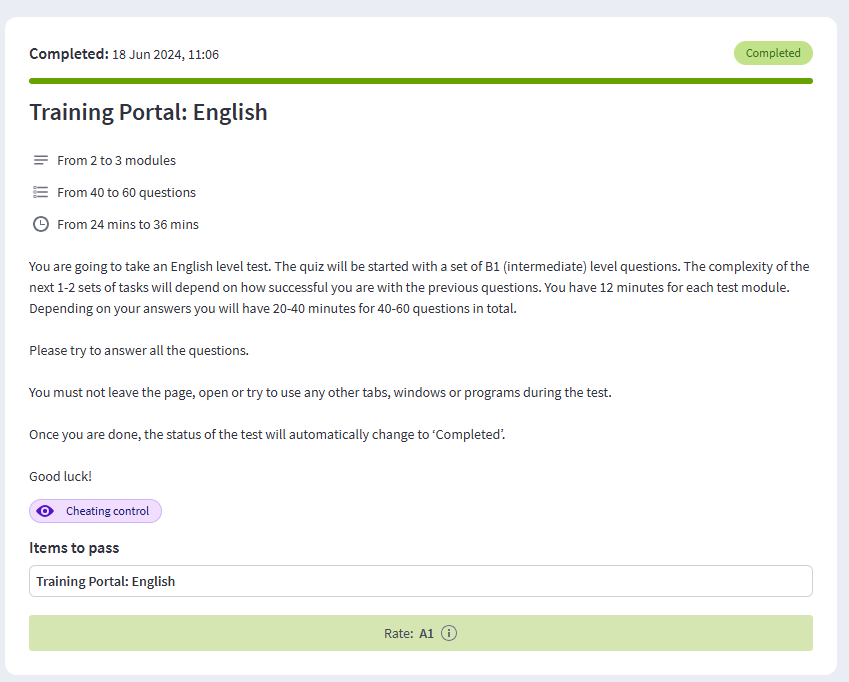 Completed: 18 Jun 2024, 11:06
Completed
Training Portal: English
From 2 to 3 modules
From 40 to 60 questions
From 24 mins to 36 mins
You are going to take an English level test. The quiz will be started with a set of B1 (intermediate) level questions. The complexity of the
next 1-2 sets of tasks will depend on how successful you are with the previous questions. You have 12 minutes for each test module.
Depending on your answers you will have 20-40 minutes for 40-60 questions in total.
Please try to answer all the questions.
You must not leave the page, open or try to use any other tabs, windows or programs during the test.
Once you are done, the status of the test will automatically change to ‘Completed’.
Good luck!
Cheating control
Items to pass
Training Portal: English
Rate: A1